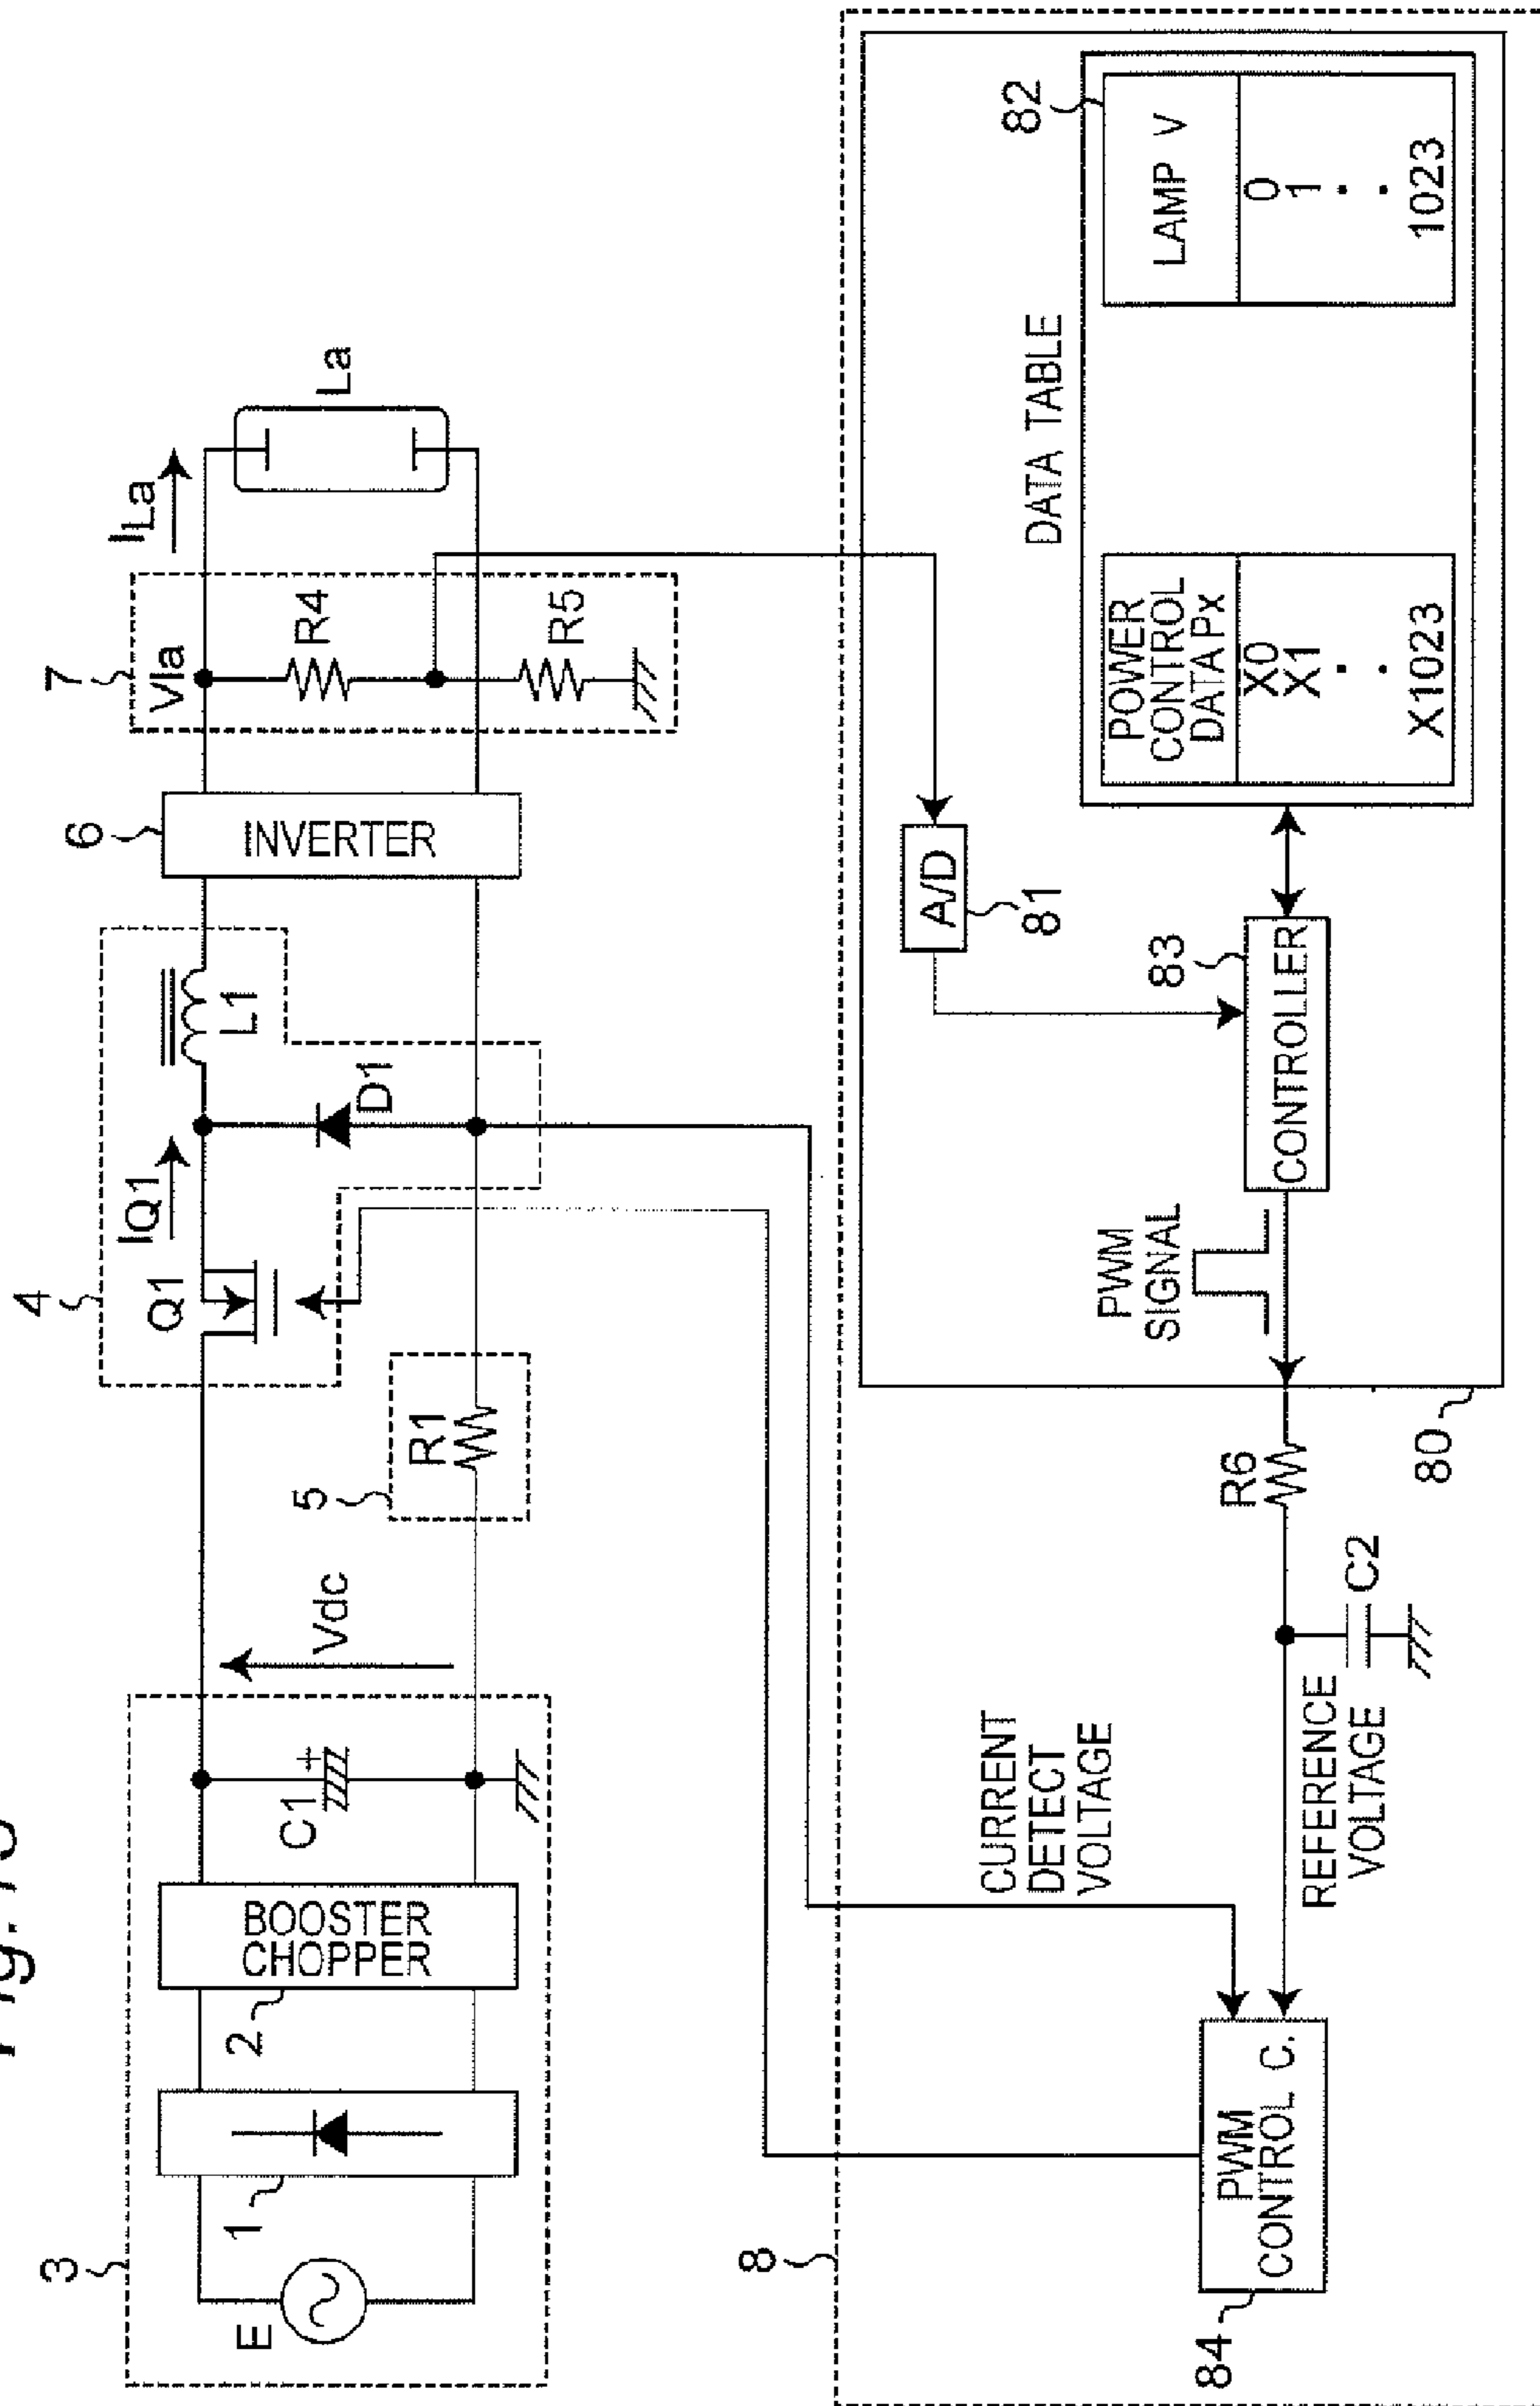 3
E
1
2
BOOSTER
CHOPPER
C1
+
Vdc
5
R1
4
Q1
IQ1
D1
L1
6
INVERTER
7
Vla
R4
R5
ILa
La
8
84
PWM
CONTROL C.
CURRENT
DETECT
VOLTAGE
REFERENCE
VOLTAGE
C2
R6
80
PWM
SIGNAL
83
CONTROLLER
A/D
81
DATA TABLE
82
POWER
CONTROL
DATA Px
X0
X1
.
.
X1023
LAMP V
0
1
.
.
1023